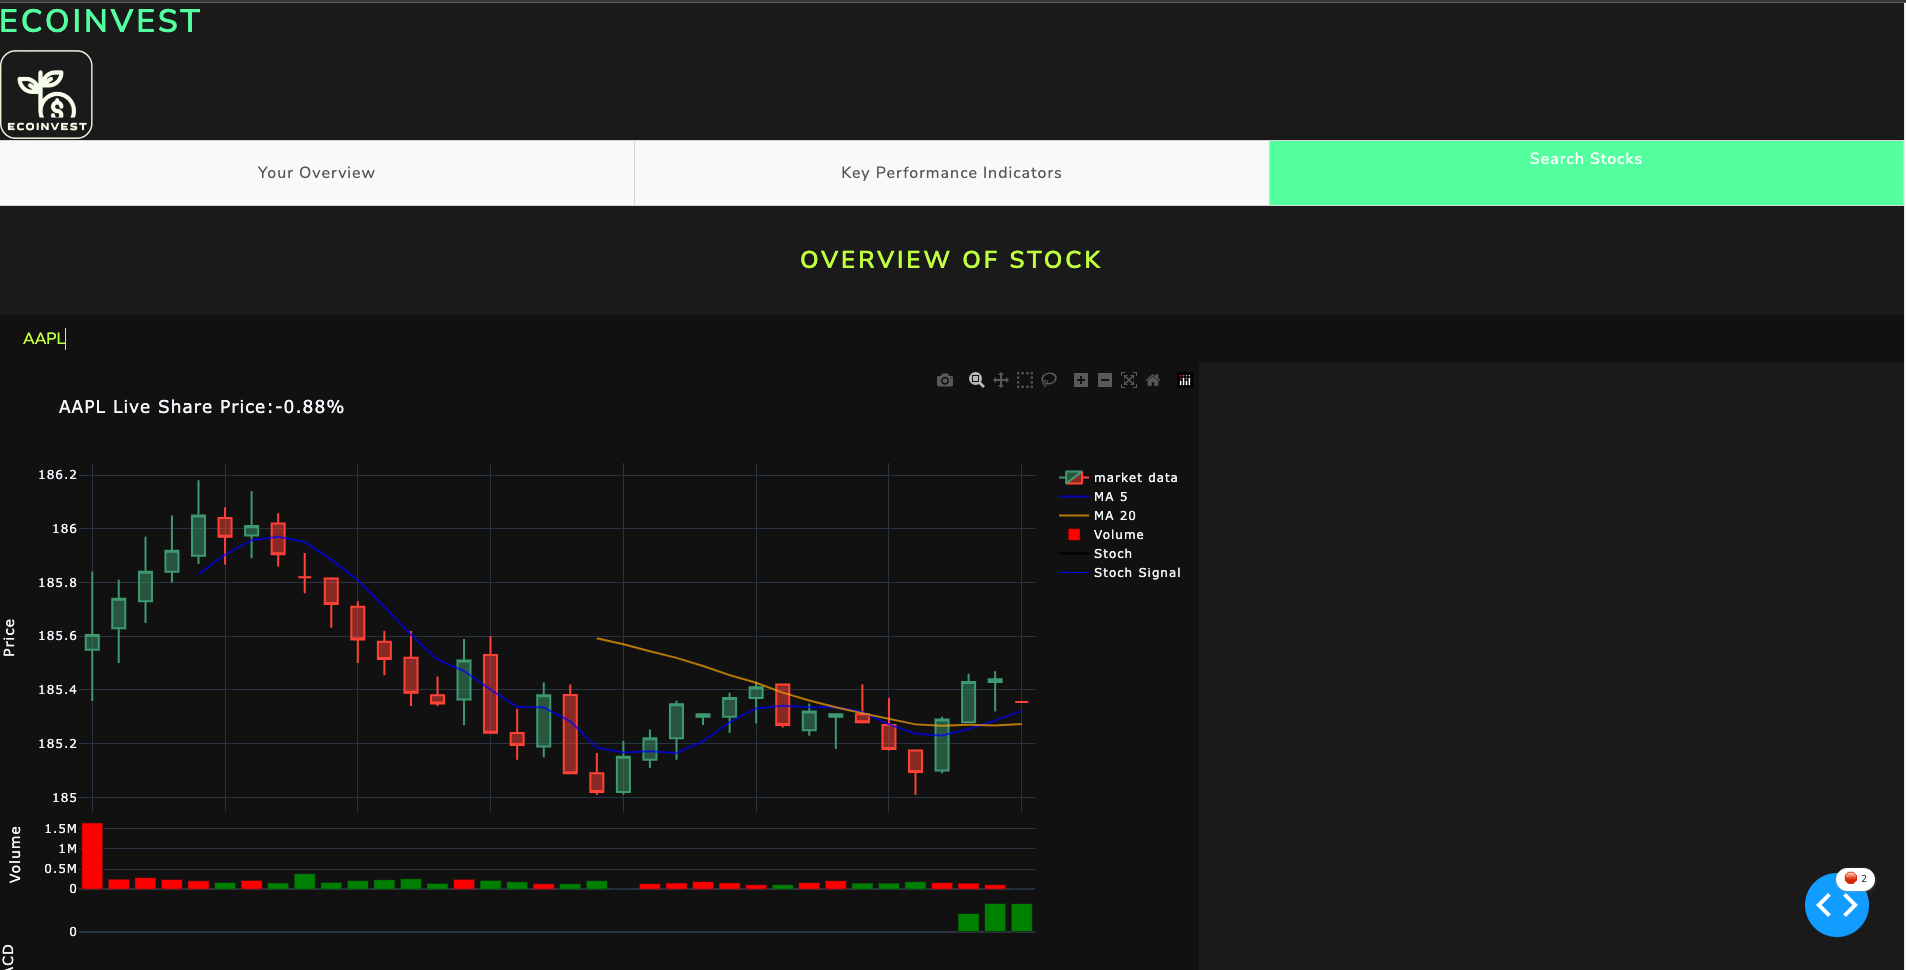 ECOINVEST
ECOINVEST
Your Overview
Key Performance Indicators
Search Stocks
OVERVIEW OF STOCK
AAPL
AAPL Live Share Price:-0.88%
186.2
186
185.8
185.6
185.4
185.2
185
Price
market data
MA 5
MA 20
Volume
Stoch
Stoch Signal
1.5M
1M
0.5M
0
Volume
0
ACD
2